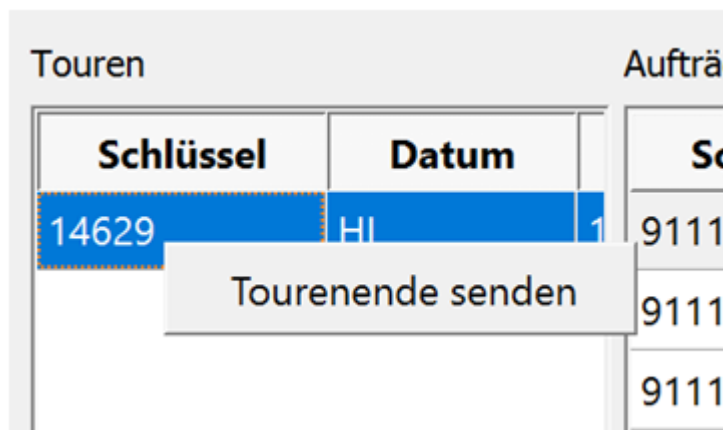 Touren Aufträ
Schlüssel Datum Sc
14629 HI 1 9111
Tourenende senden
9111
9111